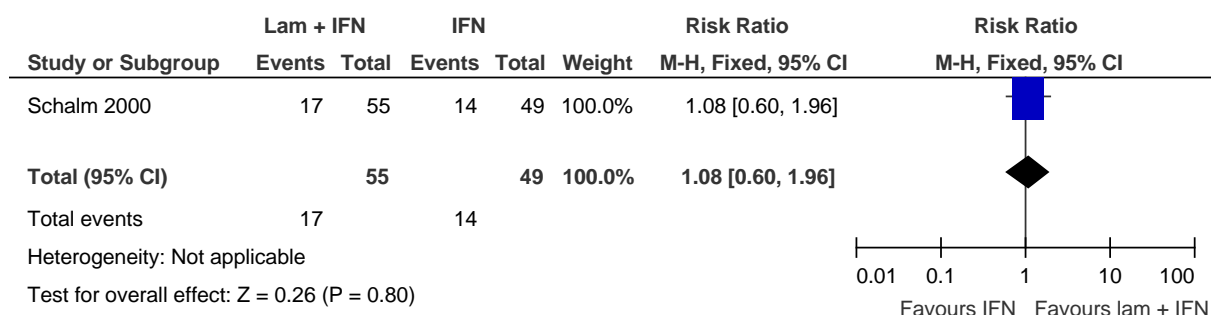 Lam + IFN IFN Risk Ratio Risk Ratio
Study or Subgroup Events Total Events Total Weight M-H, Fixed, 95% CI M-H, Fixed, 95% CI
Schalm 2000 17 55 14 49 100.0% 1.08 [0.60, 1.96]
Total (95% CI) 55 49 100.0% 1.08 [0.60, 1.96]
Total events 17 14
Heterogeneity: Not applicable
Test for overall effect: Z = 0.26 (P = 0.80)
0.01 0.1 1 10 100
Favours IFN Favours lam + IFN